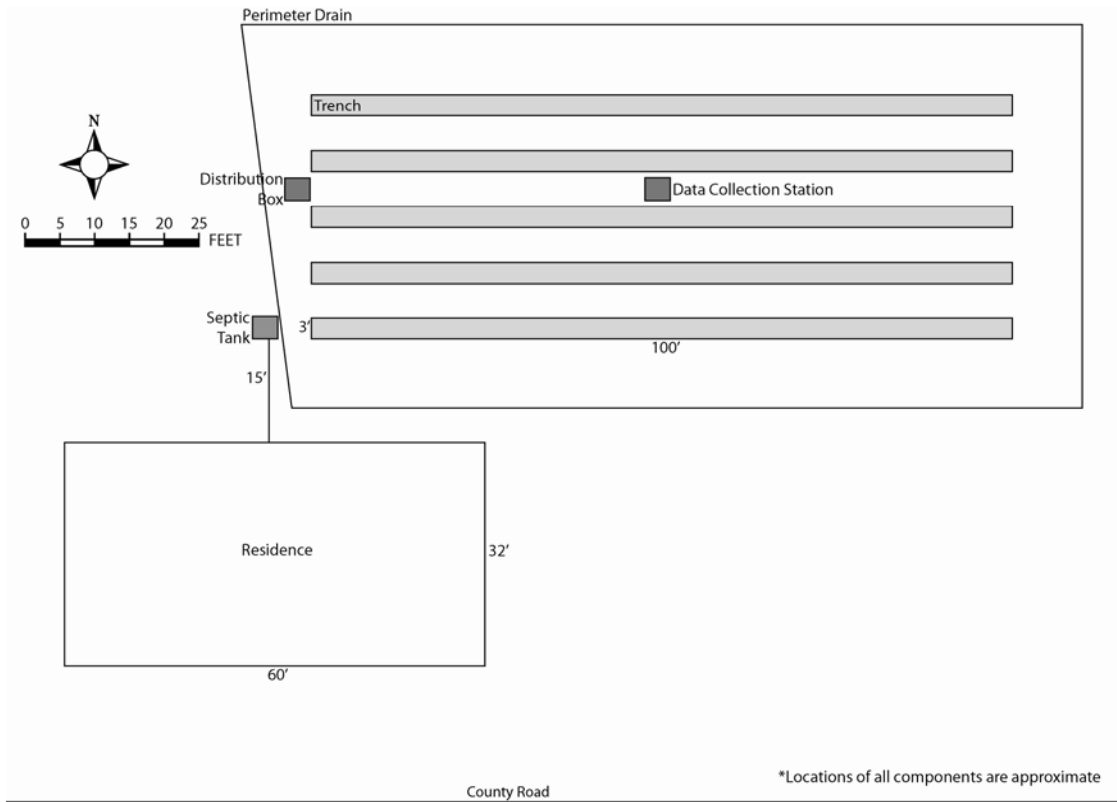 Perimeter Drain
Trench
N
Distribution
Box
Data Collection Station
0 5 10 15 20 25
FEET
Septic
Tank
3’
100’
15’
Residence
32’
60’
*Locations of all components are approximate
County Road